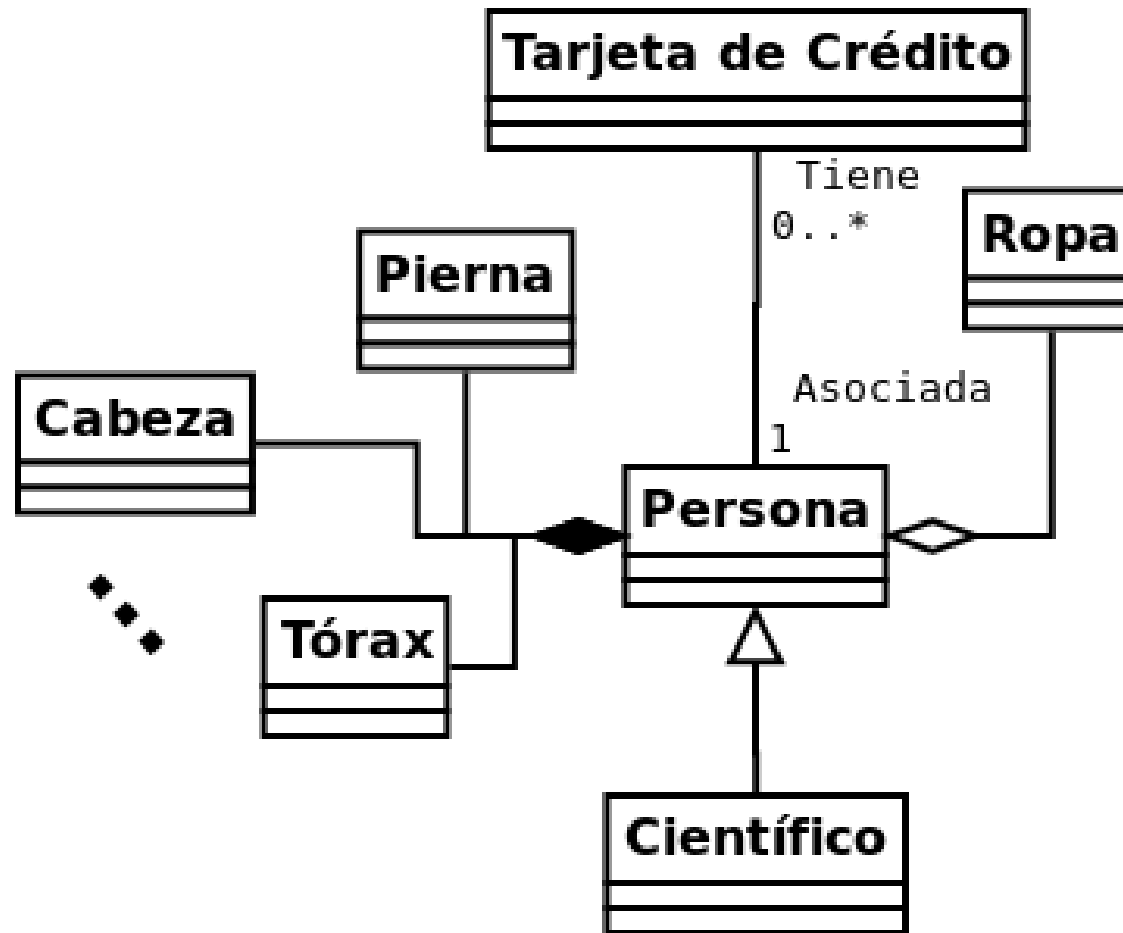 Tarjeta de Crédito
Tiene
0..*
Ropa
Pierna
Cabeza
Asociada
1
Persona
Tórax
Científico